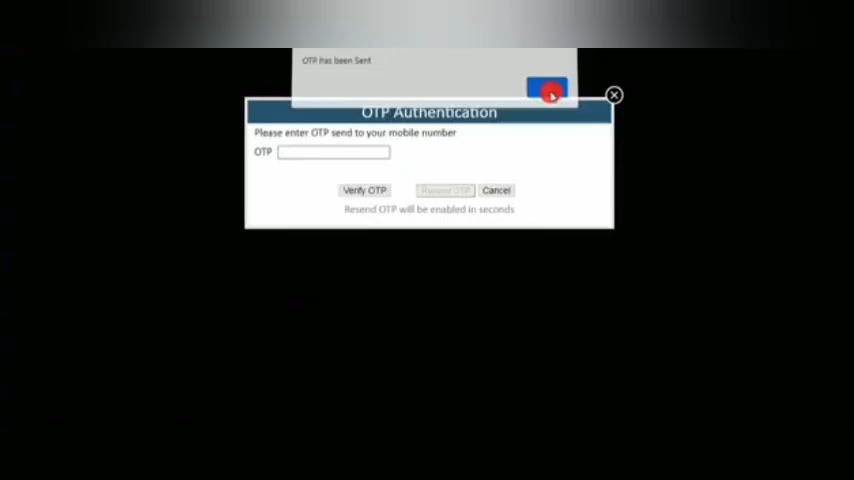 OTP has been Sent
OTP Authentication
Please enter OTP send to your mobile number
OTP
Verify OTP Resend OTP Cancel
Resend OTP will be enabled in seconds